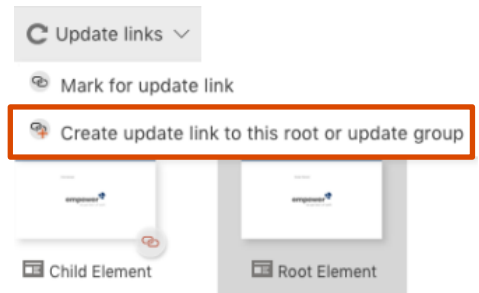 Update links
Mark for update link
Create update link to this root or update group
empower
empower
Child Element
Root Element